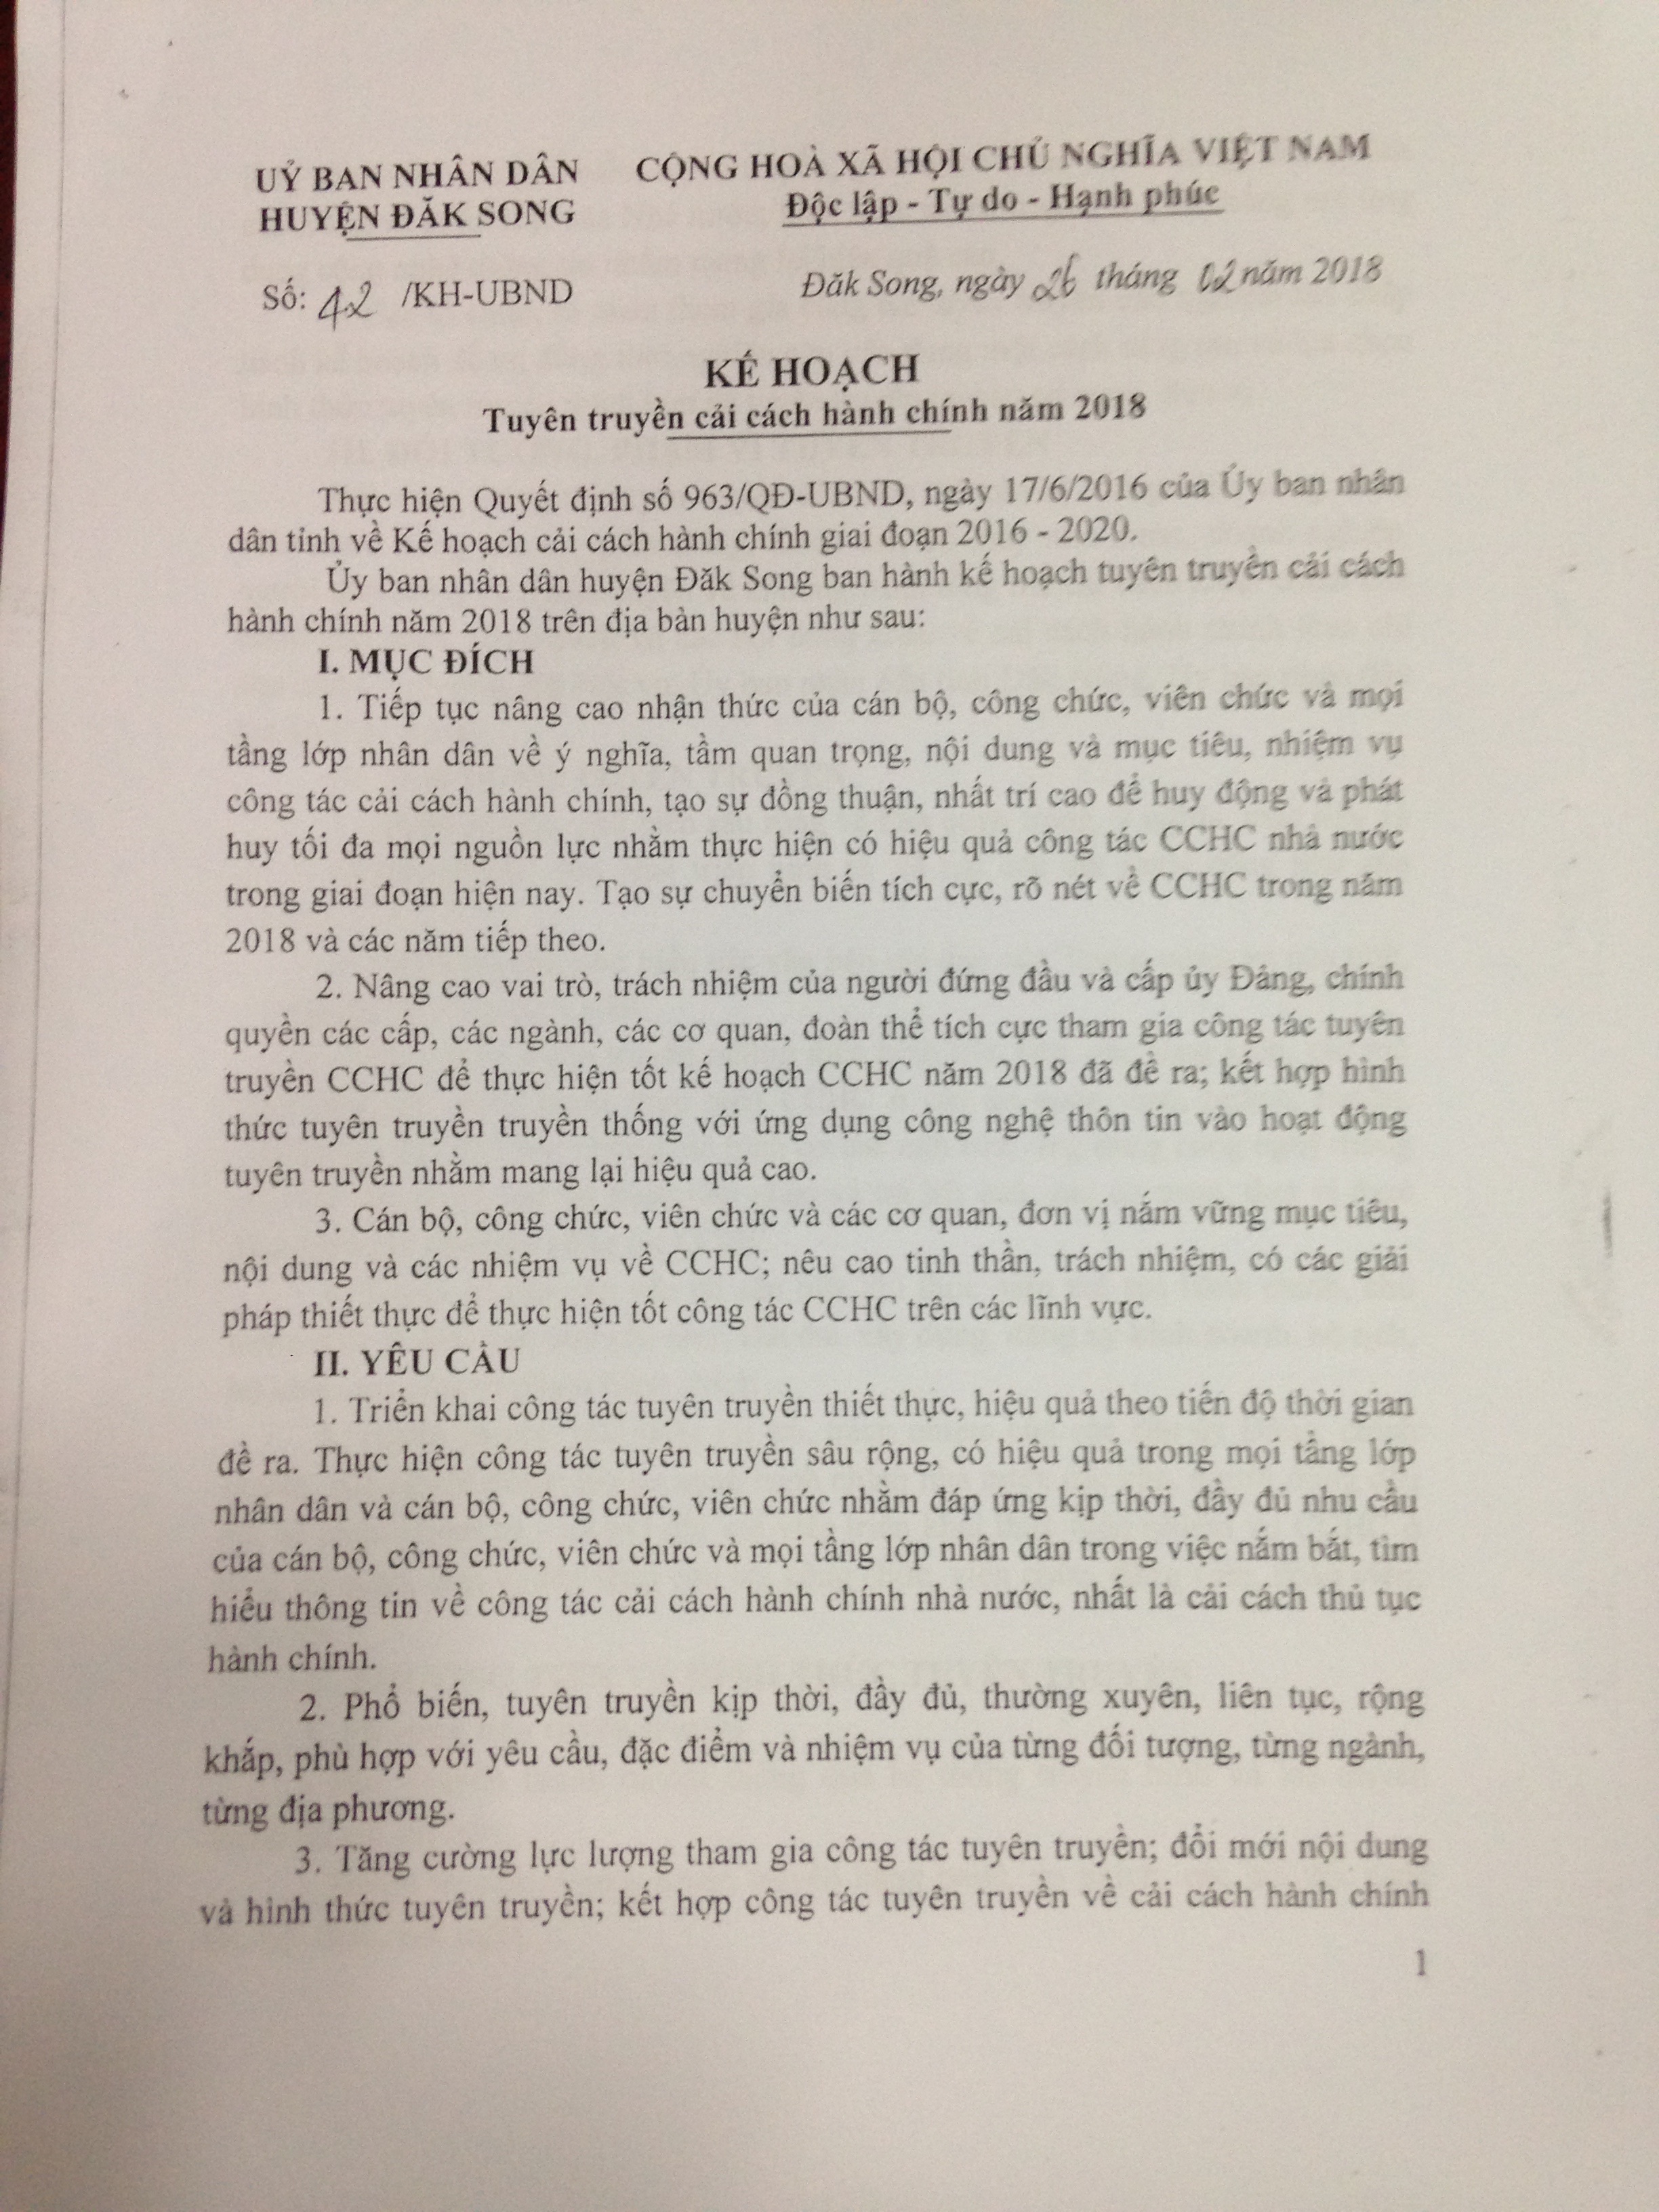 UỶ BAN NHÂN DÂN
HUYỆN ĐĂK SONG
CỘNG HOÀ XÃ HỘI CHỦ NGHĨA VIỆT NAM
Độc lập - Tự do - Hạnh phúc
Số: 42 /KH-UBND
Đăk Song, ngày 26 tháng 02 năm 2018
KẾ HOẠCH
Tuyên truyền cải cách hành chính năm 2018
Thực hiện Quyết định số 963/QĐ-UBND, ngày 17/6/2016 của Ủy ban nhân
dân tỉnh về Kế hoạch cải cách hành chính giai đoạn 2016 - 2020.
Ủy ban nhân dân huyện Đăk Song ban hành kế hoạch tuyên truyền cải cách
hành chính năm 2018 trên địa bàn huyện như sau:
I. MỤC ĐÍCH
1. Tiếp tục nâng cao nhận thức của cán bộ, công chức, viên chức và mọi
tầng lớp nhân dân về ý nghĩa, tầm quan trọng, nội dung và mục tiêu, nhiệm vụ
công tác cải cách hành chính, tạo sự đồng thuận, nhất trí cao để huy động và phát
huy tối đa mọi nguồn lực nhằm thực hiện có hiệu quả công tác CCHC nhà nước
trong giai đoạn hiện nay. Tạo sự chuyển biến tích cực, rõ nét về CCHC trong năm
2018 và các năm tiếp theo.
2. Nâng cao vai trò, trách nhiệm của người đứng đầu và cấp ủy Đảng, chính
quyền các cấp, các ngành, các cơ quan, đoàn thể tích cực tham gia công tác tuyên
truyền CCHC để thực hiện tốt kế hoạch CCHC năm 2018 đã đề ra; kết hợp hình
thức tuyên truyền truyền thống với ứng dụng công nghệ thôn tin vào hoạt động
tuyên truyền nhằm mang lại hiệu quả cao.
3. Cán bộ, công chức, viên chức và các cơ quan, đơn vị nắm vững mục tiêu,
nội dung và các nhiệm vụ về CCHC; nêu cao tinh thần, trách nhiệm, có các giải
pháp thiết thực để thực hiện tốt công tác CCHC trên các lĩnh vực.
II. YÊU CẦU
1. Triển khai công tác tuyên truyền thiết thực, hiệu quả theo tiến độ thời gian
đề ra. Thực hiện công tác tuyên truyền sâu rộng, có hiệu quả trong mọi tầng lớp
nhân dân và cán bộ, công chức, viên chức nhằm đáp ứng kịp thời, đầy đủ nhu cầu
của cán bộ, công chức, viên chức và mọi tầng lớp nhân dân trong việc nắm bắt, tìm
hiểu thông tin về công tác cải cách hành chính nhà nước, nhất là cải cách thủ tục
hành chính.
2. Phổ biến, tuyên truyền kịp thời, đầy đủ, thường xuyên, liên tục, rộng
khắp, phù hợp với yêu cầu, đặc điểm và nhiệm vụ của từng đối tượng, từng ngành,
từng địa phương.
3. Tăng cường lực lượng tham gia công tác tuyên truyền; đổi mới nội dung
và hình thức tuyên truyền; kết hợp công tác tuyên truyền về cải cách hành chính
1